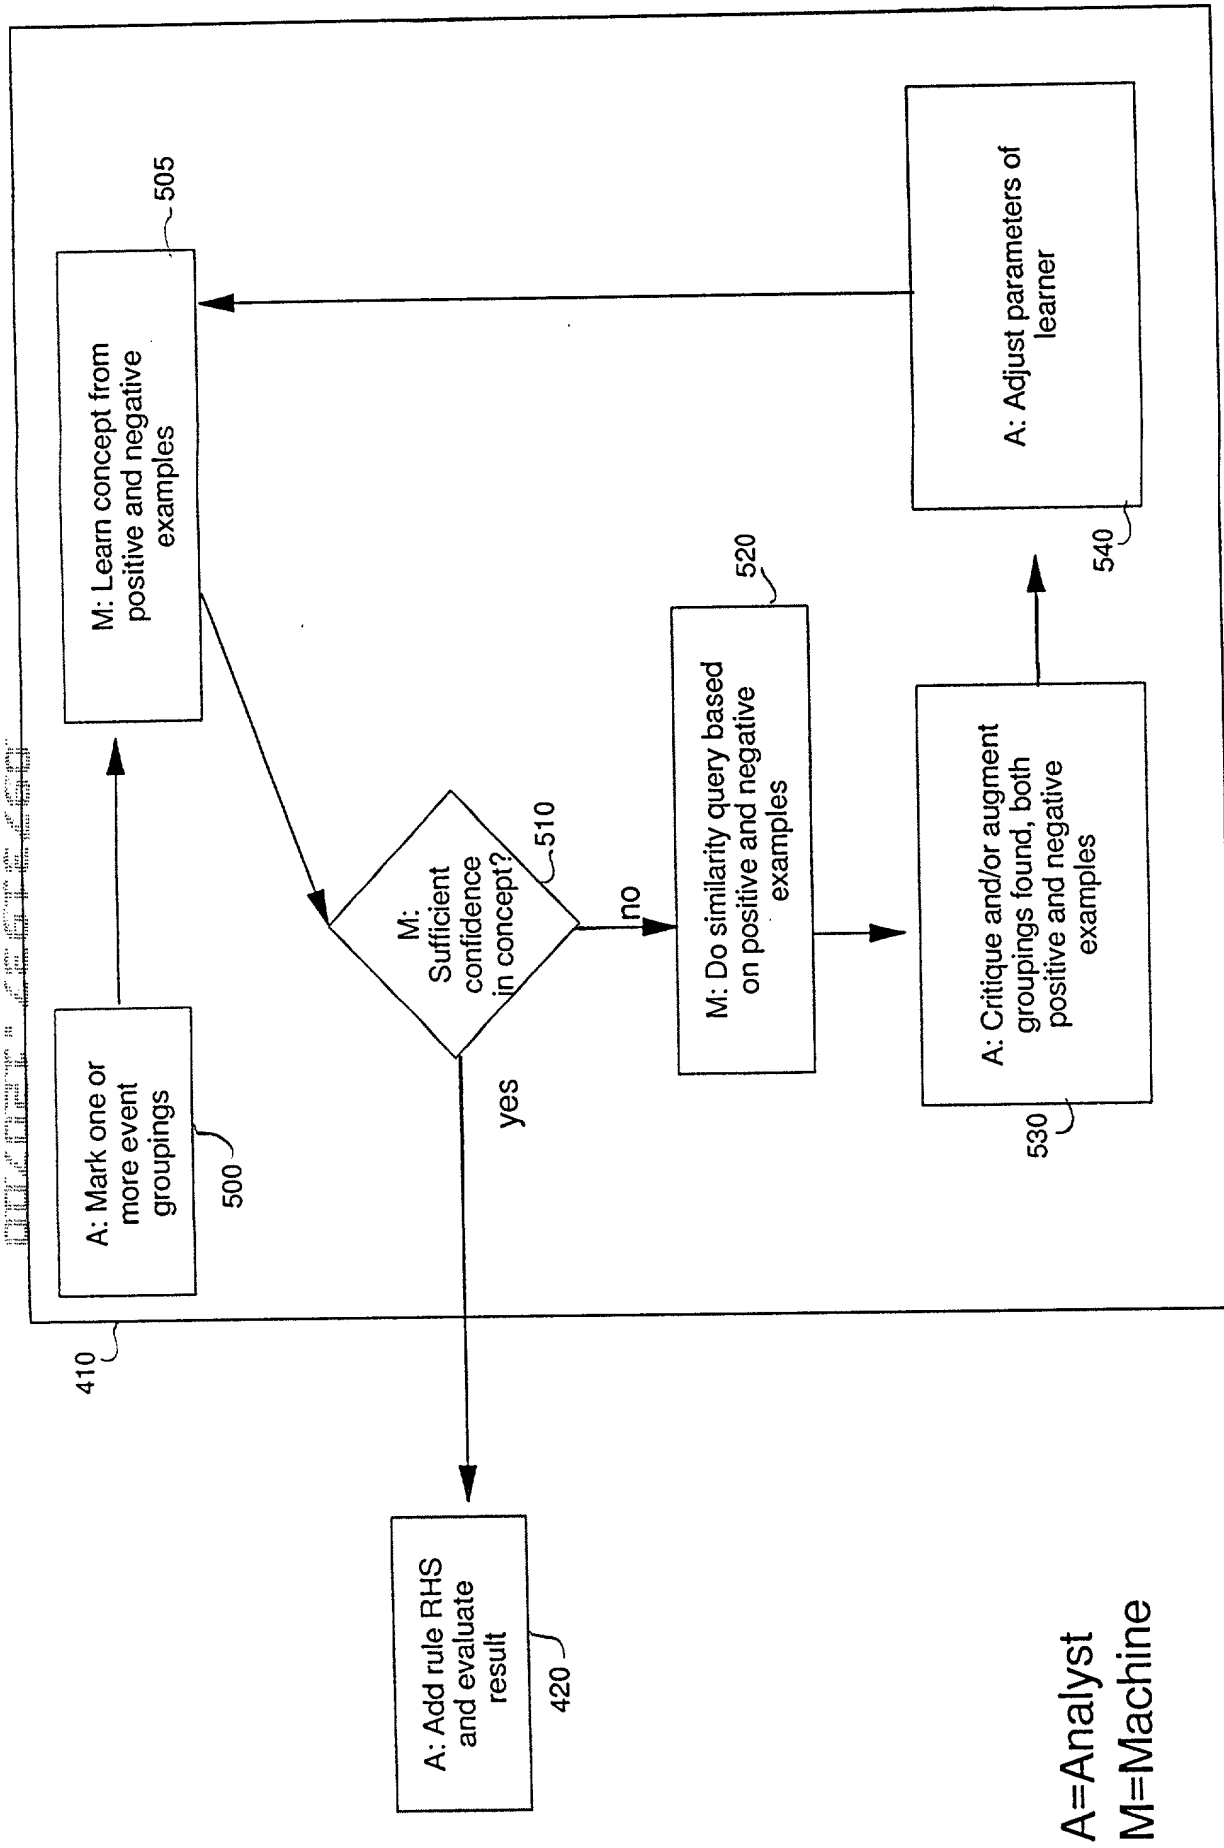 410
A: Mark one or
more event
groupings
500
M: Learn concept from
positive and negative
examples
505
M:
Sufficient
confidence
in concept?
510
yes
no
A: Add rule RHS
and evaluate
result
420
M: Do similarity query based
on positive and negative
examples
520
A: Critique and/or augment
groupings found, both
positive and negative
examples
530
A: Adjust parameters of
learner
540
A=Analyst
M=Machine